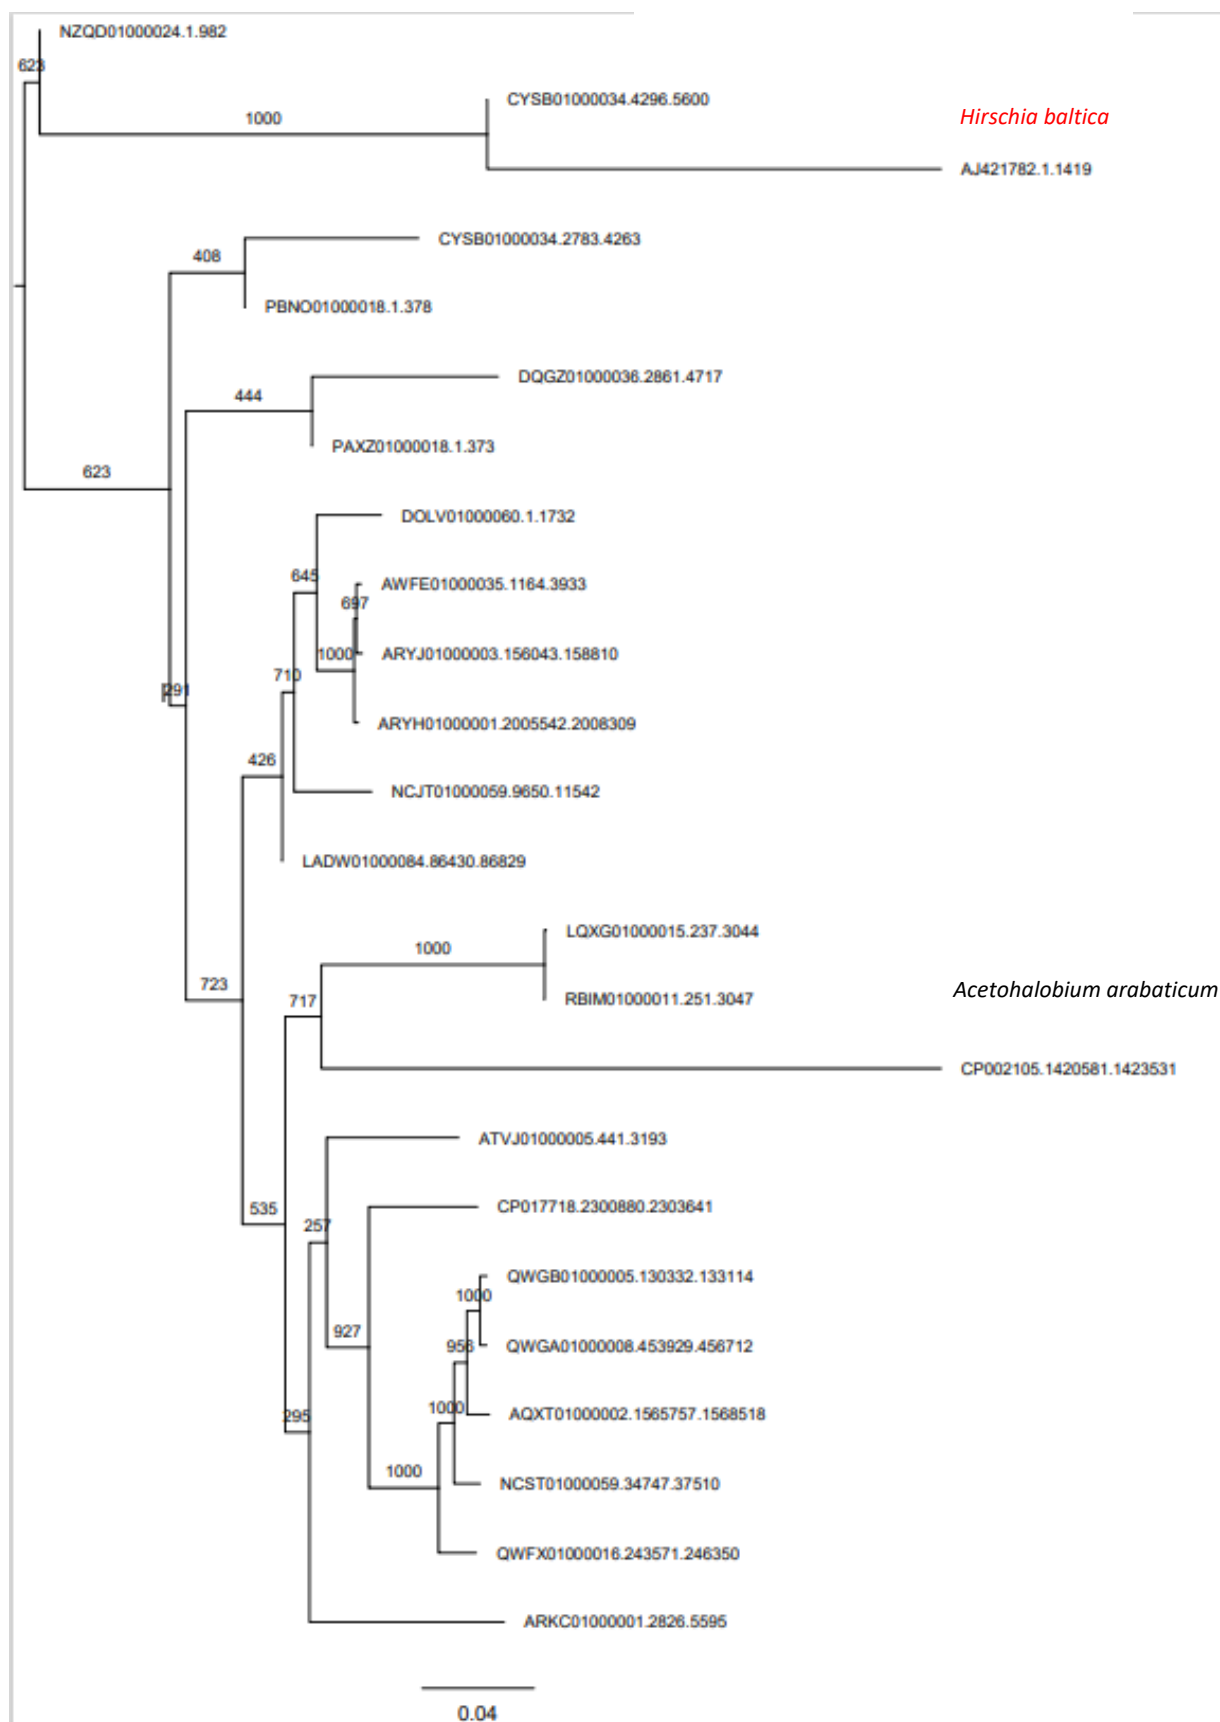 NZQD01000024.1.982
623
CYSB01000034.4296.5600
1000
Hirschia baltica
AJ421782.1.1419
CYSB01000034.2783.4263
408
PBNO01000018.1.378
DQGZ01000036.2861.4717
444
PAXZ01000018.1.373
623
DOLV01000060.1.1732
645
AWFE01000035.1164.3933
697
1000
ARYJ01000003.156043.158810
710
291
ARYH01000001.2005542.2008309
426
NCJT01000059.9650.11542
LADW01000084.86430.86829
LQXG01000015.237.3044
1000
723
717
RBIM01000011.251.3047
Acetohalobium arabaticum
CP002105.1420581.1423531
ATVJ01000005.441.3193
535
CP017718.2300880.2303641
257
QWGB01000005.130332.133114
1000
927
956
QWGA01000008.453929.456712
1000
AQXT01000002.1565757.1568518
295
1000
NCST01000059.34747.37510
QWFX01000016.243571.246350
ARKC01000001.2826.5595
0.04